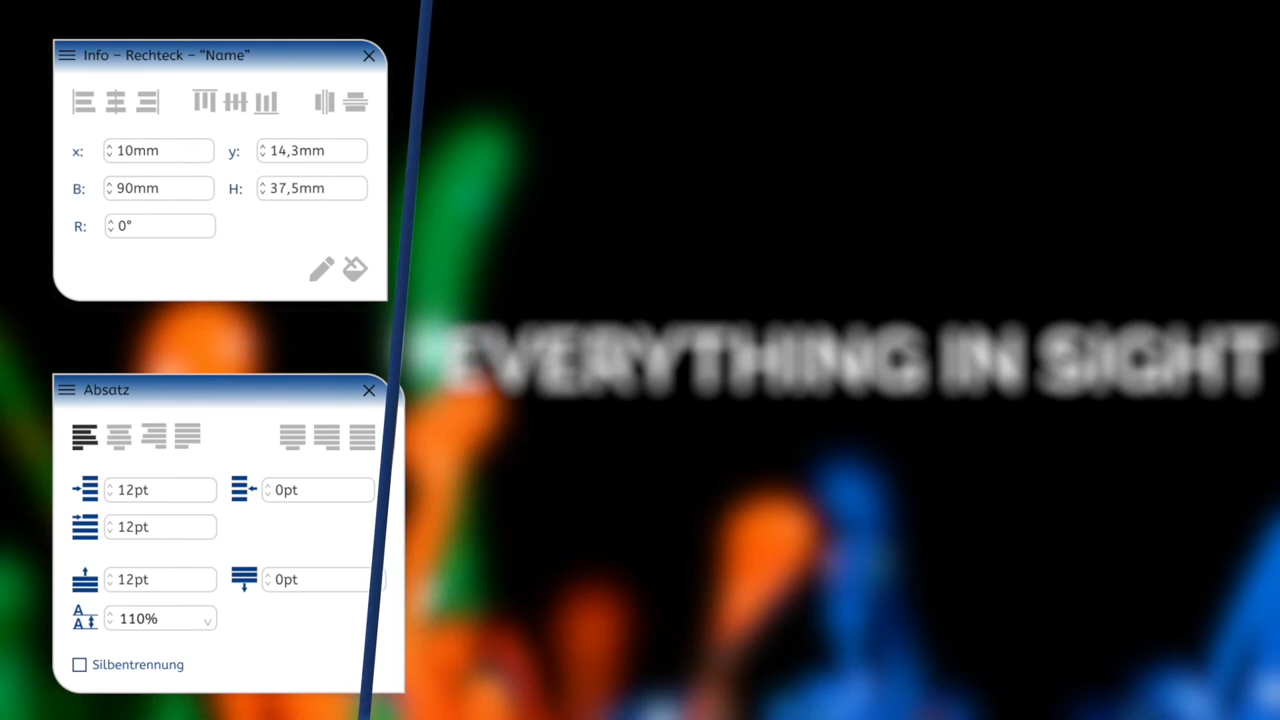 Info – Rechteck – "Name"
x: 10mm y: 14,3mm
B: 90mm H: 37,5mm
R: 0°
EVERYTHING IN SIGHT
Absatz
12pt 0pt
12pt
12pt 0pt
A
A 110%
Silbentrennung